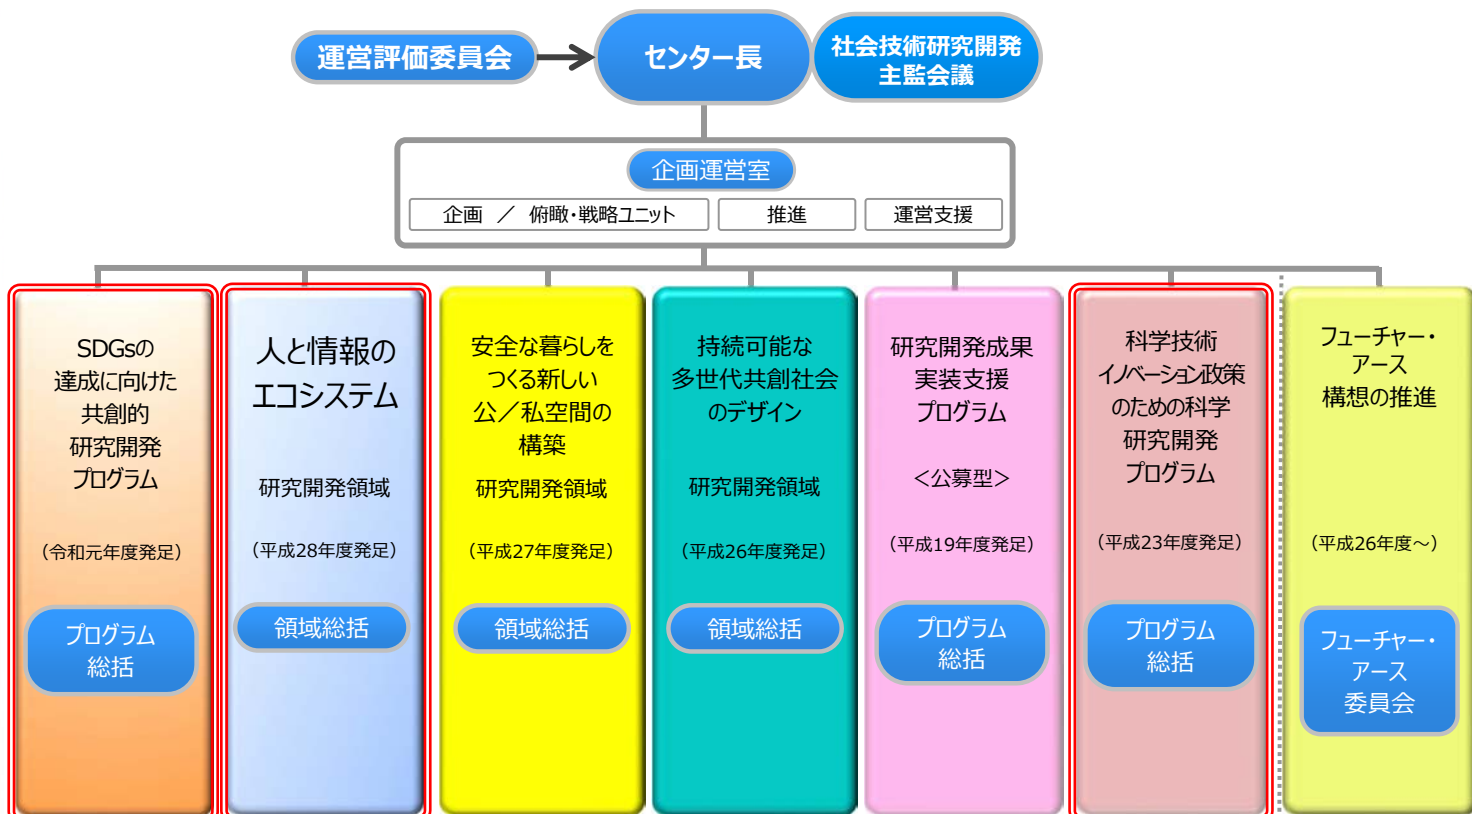 運営評価委員会
センター長
社会技術研究開発
主監会議
企画運営室
企画 ／ 俯瞰・戦略ユニット
推進
運営支援
SDGsの
達成に向けた
共創的
研究開発
プログラム
（令和元年度発足）
プログラム
総括
人と情報の
エコシステム
研究開発領域
（平成28年度発足）
領域総括
安全な暮らしを
つくる新しい
公／私空間の
構築
研究開発領域
（平成27年度発足）
領域総括
持続可能な
多世代共創社会
のデザイン
研究開発領域
（平成26年度発足）
領域総括
研究開発成果
実装支援
プログラム
＜公募型＞
（平成19年度発足）
プログラム
総括
科学技術
イノベーション政策
のための科学
研究開発
プログラム
（平成23年度発足）
プログラム
総括
フューチャー・
アース
構想の推進
（平成26年度～）
フューチャー・
アース
委員会